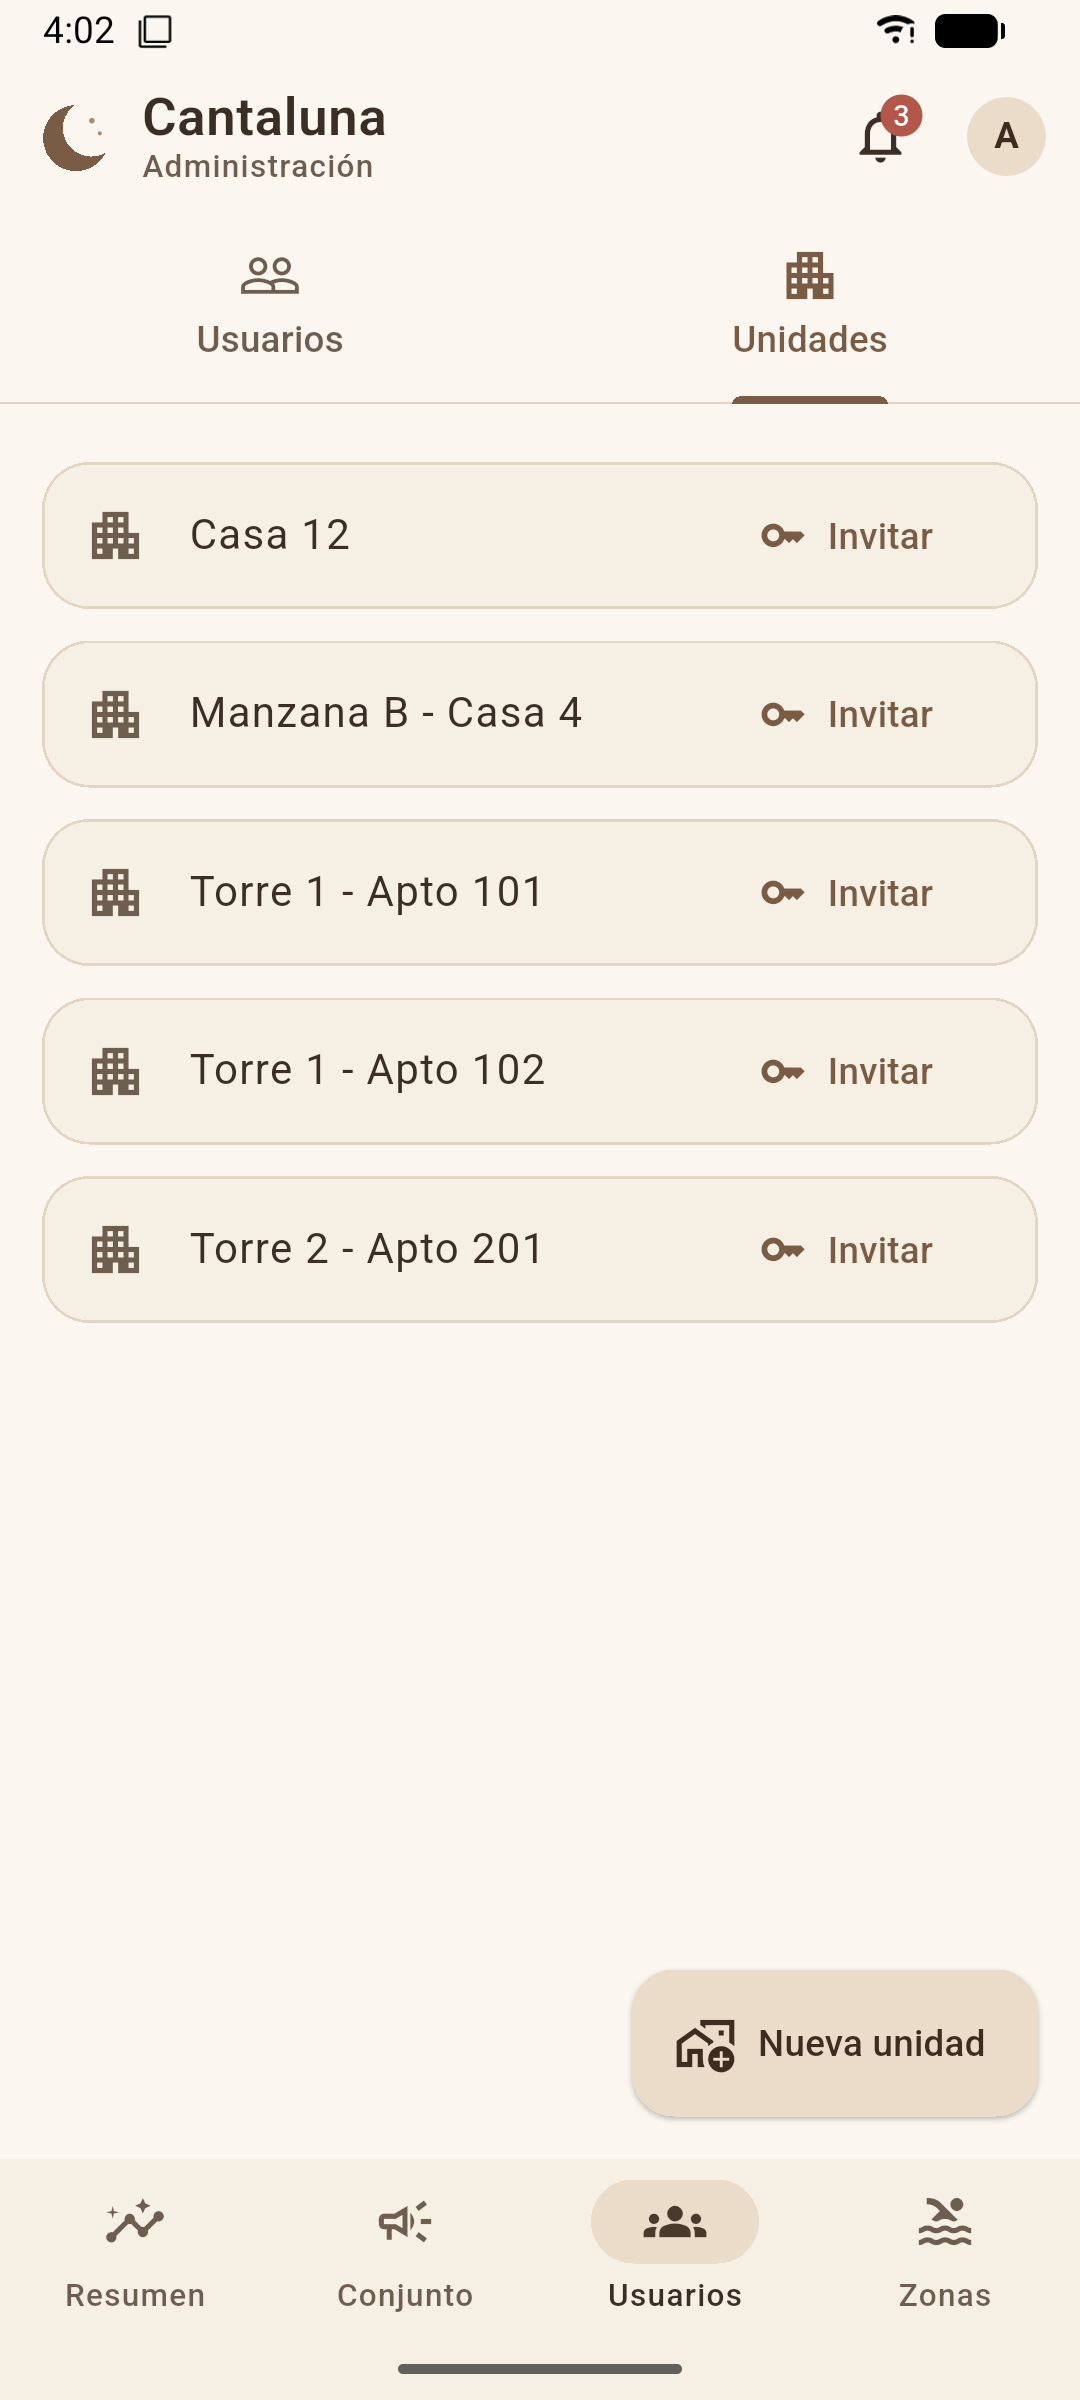 4:02
Cantaluna
Administración
3
A
Usuarios
Unidades
Casa 12
Invitar
Manzana B - Casa 4
Invitar
Torre 1 - Apto 101
Invitar
Torre 1 - Apto 102
Invitar
Torre 2 - Apto 201
Invitar
Nueva unidad
Resumen
Conjunto
Usuarios
Zonas